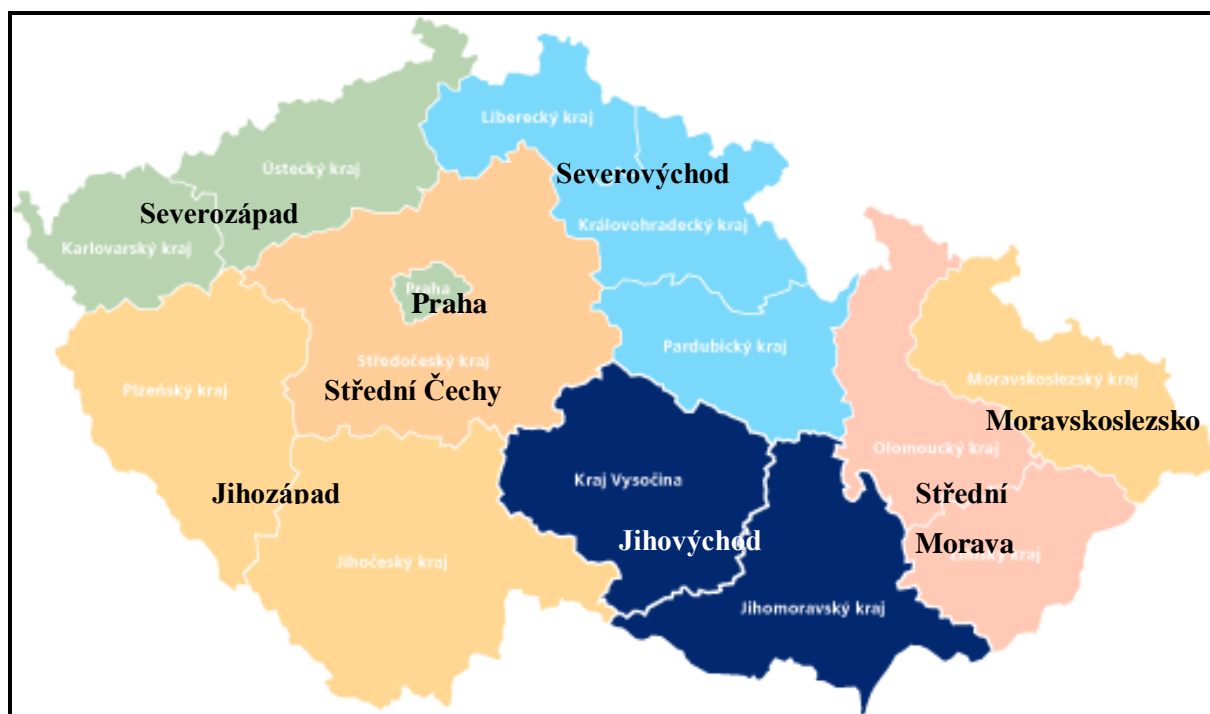 Liberecký kraj
Ústecký kraj
Severovýchod
Severozápad
Královohradecký kraj
Karlovarský kraj
Praha
Praha
Pardubický kraj
Středočeský kraj
Plzeňský kraj
Střední Čechy
Moravskoslezský kraj
Moravskoslezsko
Olomoucký kraj
Kraj Vysočina
Jihozápad
Střední
Jihovýchod
Morava
kraj
Jihočeský kraj
Jihomoravský kraj